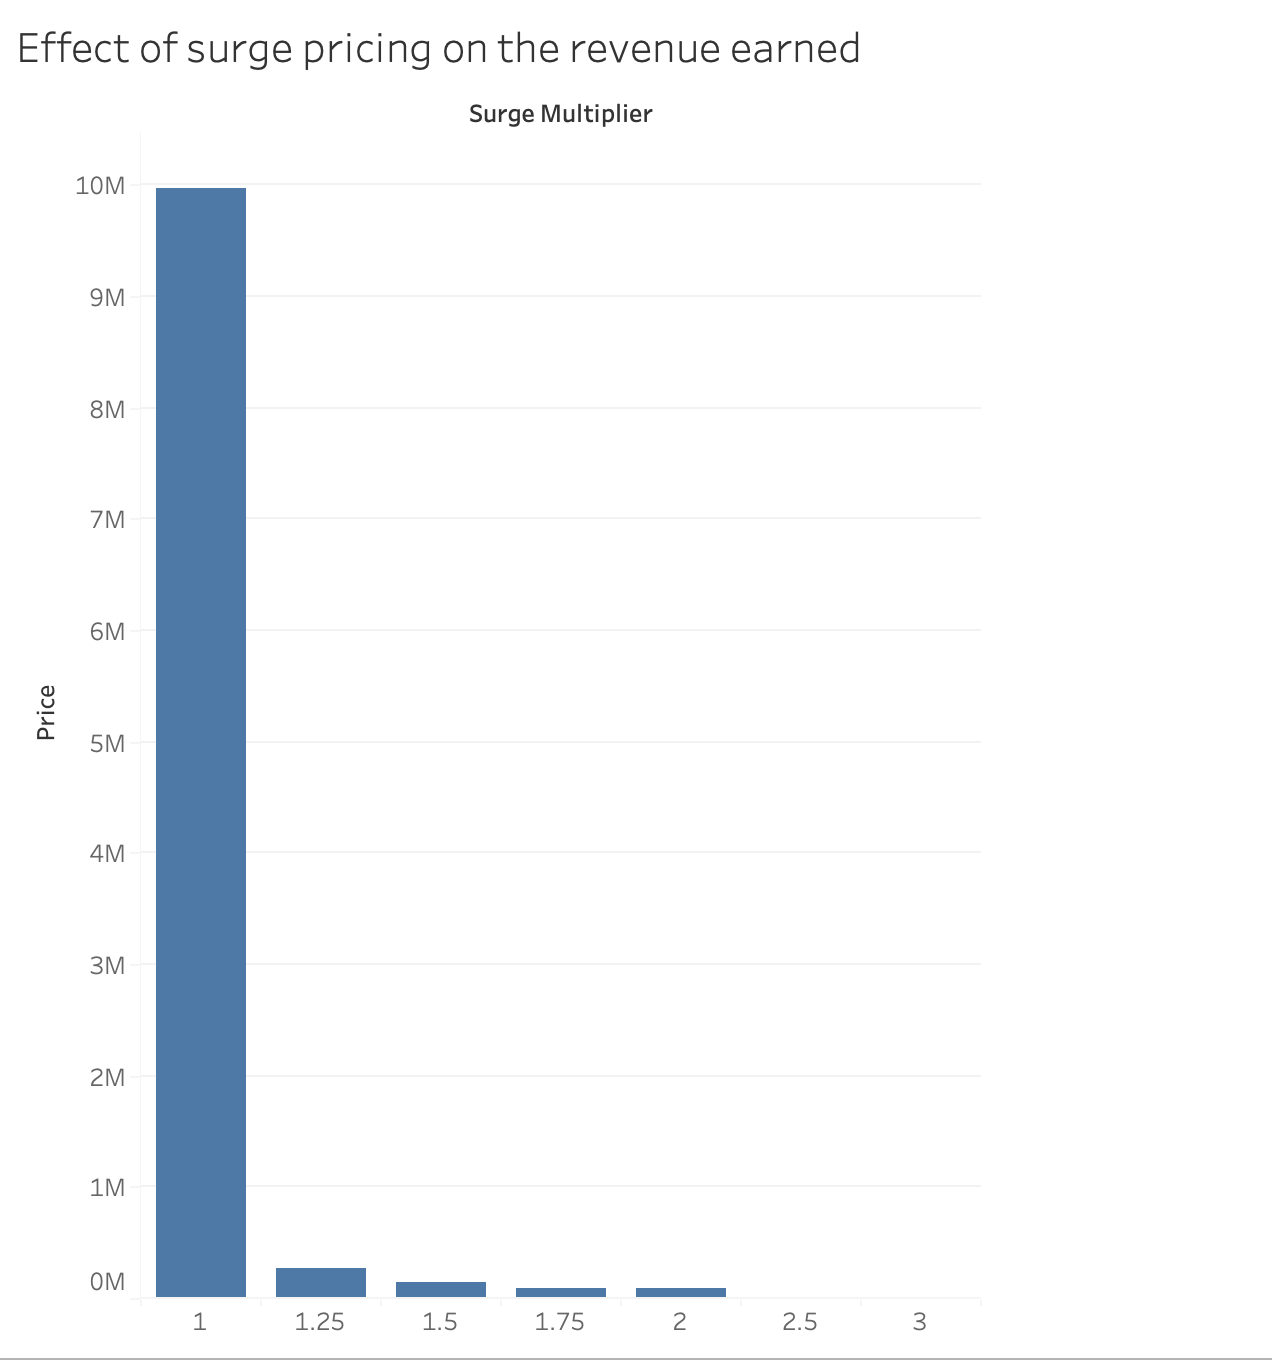 Effect of surge pricing on the revenue earned
Surge Multiplier
10M
9M
8M
7M
6M
5M
4M
3M
2M
1M
0M
Price
1 1.25 1.5 1.75 2 2.5 3